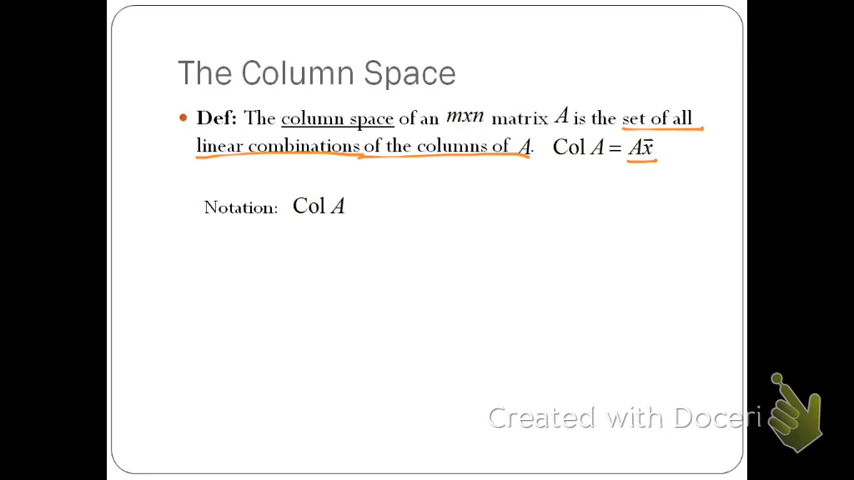 The Column Space
• Def: The column space of an mxn matrix A is the set of all
linear combinations of the columns of A. Col A = Ax̄
Notation: Col A
Created with Doceri